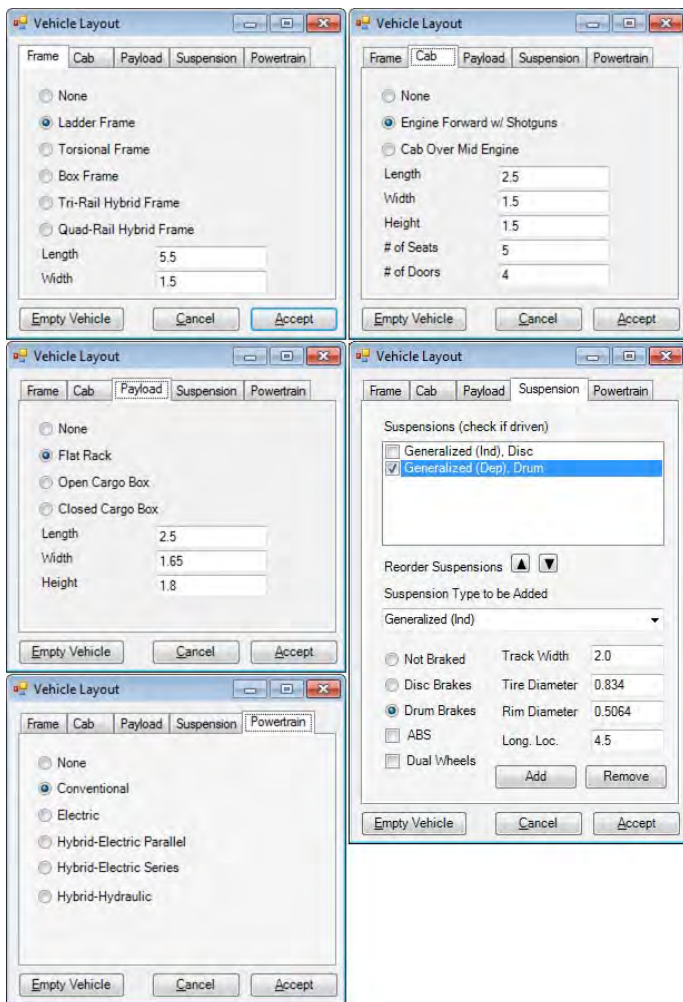 Vehicle Layout
Frame Cab Payload Suspension Powertrain
None
Ladder Frame
Torsional Frame
Box Frame
Tri-Rail Hybrid Frame
Quad-Rail Hybrid Frame
Length 5.5
Width 1.5
Empty Vehicle Cancel Accept
Vehicle Layout
Frame Cab Payload Suspension Powertrain
None
Engine Forward w/ Shotguns
Cab Over Mid Engine
Length 2.5
Width 1.5
Height 1.5
# of Seats 5
# of Doors 4
Empty Vehicle Cancel Accept
Vehicle Layout
Frame Cab Payload Suspension Powertrain
None
Flat Rack
Open Cargo Box
Closed Cargo Box
Length 2.5
Width 1.65
Height 1.8
Empty Vehicle Cancel Accept
Vehicle Layout
Frame Cab Payload Suspension Powertrain
Suspensions (check if driven)
Generalized (Ind), Disc
Generalized (Dep), Drum
Reorder Suspensions
Suspension Type to be Added
Generalized (Ind)
Not Braked Track Width 2.0
Disc Brakes Tire Diameter 0.834
Drum Brakes Rim Diameter 0.5064
ABS Long. Loc. 4.5
Dual Wheels
Add Remove
Empty Vehicle Cancel Accept
Vehicle Layout
Frame Cab Payload Suspension Powertrain
None
Conventional
Electric
Hybrid-Electric Parallel
Hybrid-Electric Series
Hybrid-Hydraulic
Empty Vehicle Cancel Accept